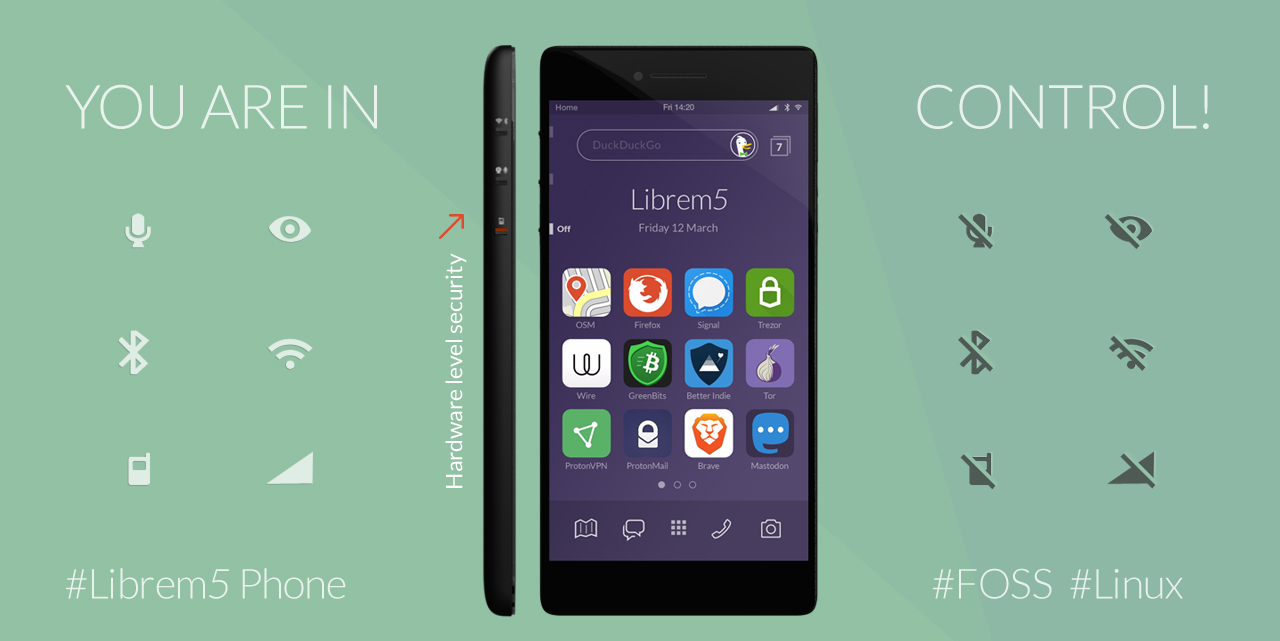 YOU ARE IN
CONTROL!
Hardware level security
Home
Fri 14:20
DuckDuckGo
7
Librem5
Friday 12 March
Off
OSM
Firefox
Signal
Trezor
Wire
GreenBits
Better Indie
Tor
ProtonVPN
ProtonMail
Brave
Mastodon
#Librem5 Phone
#FOSS #Linux